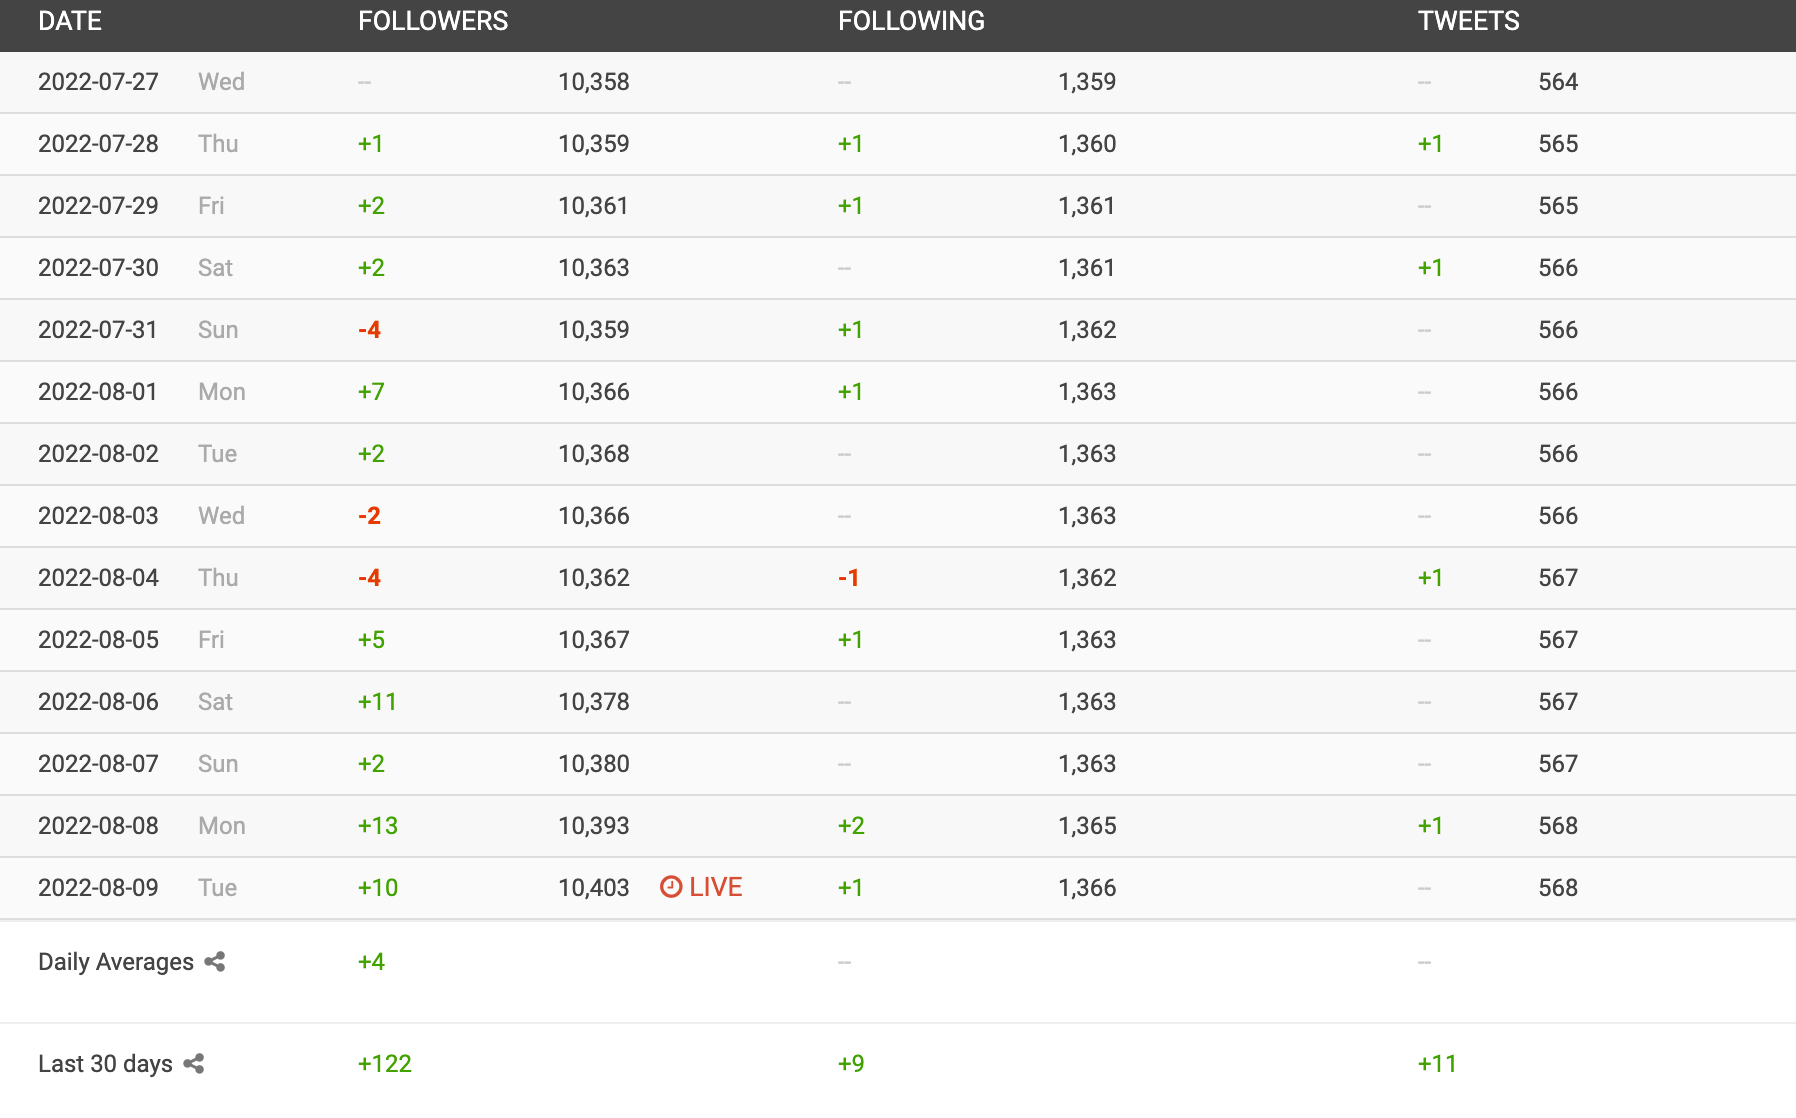 DATE FOLLOWERS FOLLOWING TWEETS
2022-07-27 Wed -- 10,358 -- 1,359 -- 564
2022-07-28 Thu +1 10,359 +1 1,360 +1 565
2022-07-29 Fri +2 10,361 +1 1,361 -- 565
2022-07-30 Sat +2 10,363 -- 1,361 +1 566
2022-07-31 Sun -4 10,359 +1 1,362 -- 566
2022-08-01 Mon +7 10,366 +1 1,363 -- 566
2022-08-02 Tue +2 10,368 -- 1,363 -- 566
2022-08-03 Wed -2 10,366 -- 1,363 -- 566
2022-08-04 Thu -4 10,362 -1 1,362 +1 567
2022-08-05 Fri +5 10,367 +1 1,363 -- 567
2022-08-06 Sat +11 10,378 -- 1,363 -- 567
2022-08-07 Sun +2 10,380 -- 1,363 -- 567
2022-08-08 Mon +13 10,393 +2 1,365 +1 568
2022-08-09 Tue +10 10,403 LIVE +1 1,366 -- 568
Daily Averages +4 -- --
Last 30 days +122 +9 +11